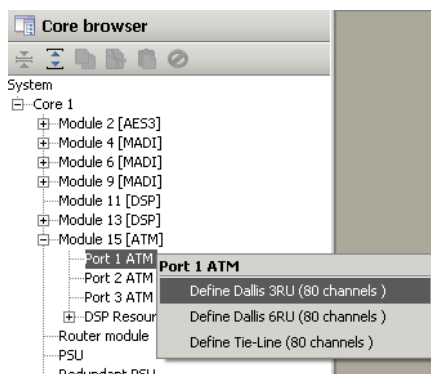 Core browser
System
Core 1
Module 2 [AES3]
Module 4 [MADI]
Module 6 [MADI]
Module 9 [MADI]
Module 11 [DSP]
Module 13 [DSP]
Module 15 [ATM]
Port 1 ATM
Port 1 ATM
Define Dallis 3RU (80 channels )
Port 2 ATM
Define Dallis 6RU (80 channels )
Port 3 ATM
DSP Resour
Define Tie-Line (80 channels )
Router module
PSU
Redundant PSU